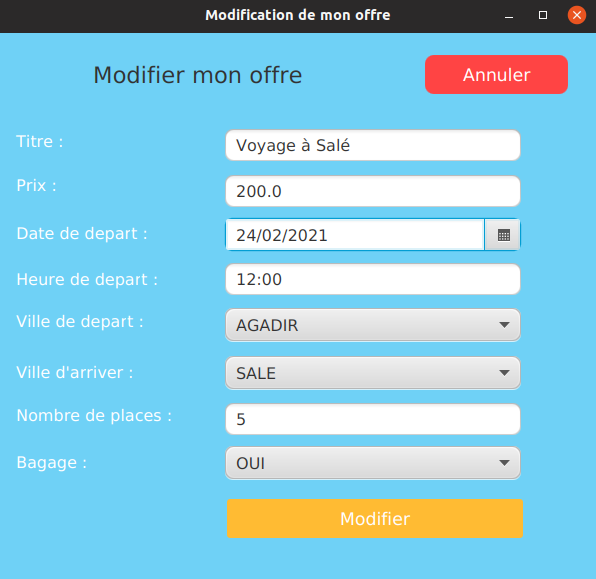 Modification de mon offre
Modifier mon offre
Annuler
Titre :
Voyage à Salé
Prix :
200.0
Date de depart :
24/02/2021
Heure de depart :
12:00
Ville de depart :
AGADIR
Ville d'arriver :
SALE
Nombre de places :
5
Bagage :
OUI
Modifier